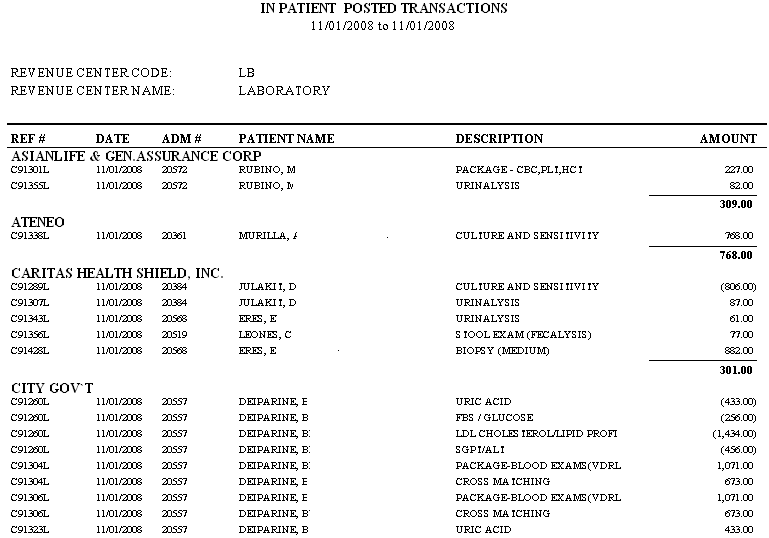 IN PATIENT POSTED TRANSACTIONS
11/01/2008 to 11/01/2008
REVENUE CENTER CODE: LB
REVENUE CENTER NAME: LABORATORY
REF # DATE ADM # PATIENT NAME DESCRIPTION AMOUNT
ASIANLIFE & GEN.ASSURANCE CORP
C91301L 11/01/2008 20572 RUBINO, M PACKAGE - CBC,PLT,HCT 227.00
C91355L 11/01/2008 20572 RUBINO, M URINALYSIS 82.00
309.00
ATENEO
C91338L 11/01/2008 20361 MURILLA, A CULTURE AND SENSITIVITY 768.00
768.00
CARITAS HEALTH SHIELD, INC.
C91289L 11/01/2008 20384 JULAKIT, D CULTURE AND SENSITIVITY (806.00)
C91307L 11/01/2008 20384 JULAKIT, D URINALYSIS 87.00
C91343L 11/01/2008 20568 ERES, E URINALYSIS 61.00
C91356L 11/01/2008 20519 LEONES, C STOOL EXAM (FECALYSIS) 77.00
C91428L 11/01/2008 20568 ERES, E BIOPSY (MEDIUM) 882.00
301.00
CITY GOV`T
C91260L 11/01/2008 20557 DEIPARINE, B URIC ACID (433.00)
C91260L 11/01/2008 20557 DEIPARINE, B FBS / GLUCOSE (256.00)
C91260L 11/01/2008 20557 DEIPARINE, B LDL CHOLESTEROL/LIPID PROFI (1,434.00)
C91260L 11/01/2008 20557 DEIPARINE, B SGPT/ALT (456.00)
C91304L 11/01/2008 20557 DEIPARINE, B PACKAGE-BLOOD EXAMS(VDRL 1,071.00
C91304L 11/01/2008 20557 DEIPARINE, B CROSS MATCHING 673.00
C91306L 11/01/2008 20557 DEIPARINE, B PACKAGE-BLOOD EXAMS(VDRL 1,071.00
C91306L 11/01/2008 20557 DEIPARINE, B CROSS MATCHING 673.00
C91323L 11/01/2008 20557 DEIPARINE, B URIC ACID 433.00